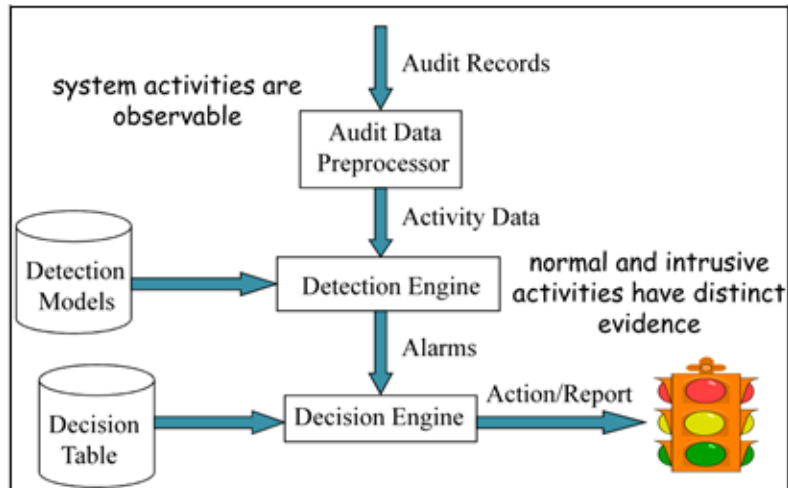 Audit Records
system activities are
observable
Audit Data
Preprocessor
Activity Data
Detection
Models
Detection Engine
normal and intrusive
activities have distinct
evidence
Alarms
Decision
Table
Decision Engine
Action/Report